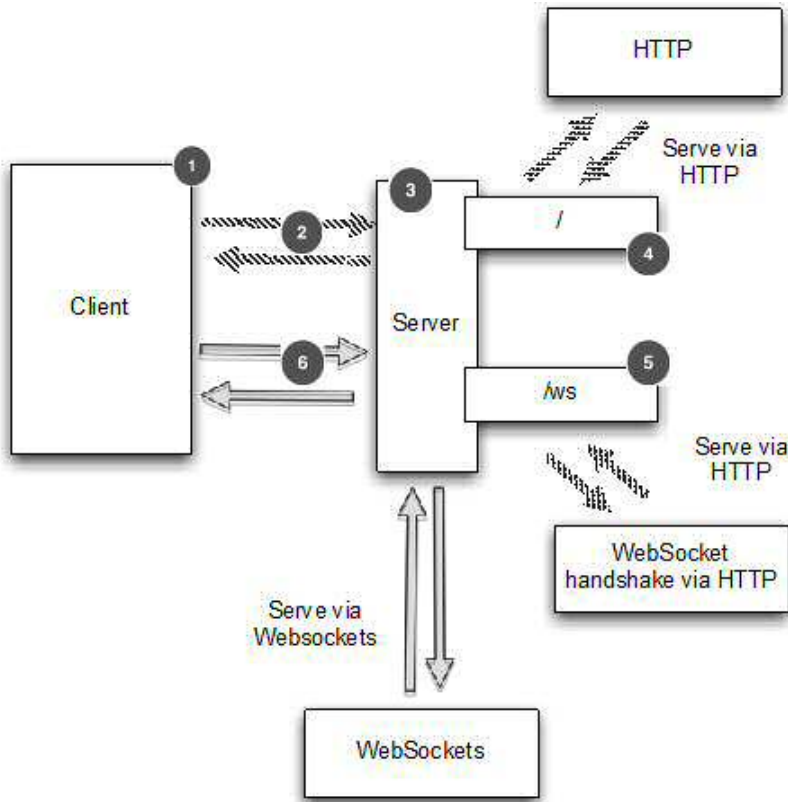 HTTP
1
Serve via
HTTP
3
2
/
4
Client
Server
6
5
/ws
Serve via
HTTP
WebSocket
handshake via HTTP
Serve via
Websockets
WebSockets